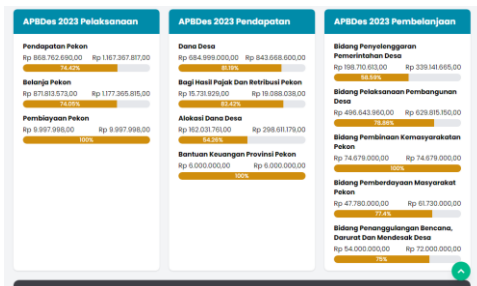 APBDes 2023 Pelaksanaan
Pendapatan Pekon
Rp 868.762.690,00 Rp 1.167.367.817,00
74.42%
Belanja Pekon
Rp 871.813.573,00 Rp 1.177.365.815,00
74.05%
Pembiayaan Pekon
Rp 9.997.998,00 Rp 9.997.998,00
100%
APBDes 2023 Pendapatan
Dana Desa
Rp 684.999.000,00 Rp 843.668.600,00
81.19%
Bagi Hasil Pajak Dan Retribusi Pekon
Rp 15.731.929,00 Rp 19.088.038,00
82.42%
Alokasi Dana Desa
Rp 162.031.761,00 Rp 298.611.179,00
54.26%
Bantuan Keuangan Provinsi Pekon
Rp 6.000.000,00 Rp 6.000.000,00
100%
APBDes 2023 Pembelanjaan
Bidang Penyelenggaran
Pemerintahan Desa
Rp 198.710.613,00 Rp 339.141.665,00
58.59%
Bidang Pelaksanaan Pembangunan
Desa
Rp 496.643.960,00 Rp 629.815.150,00
78.86%
Bidang Pembinaan Kemasyarakatan
Pekon
Rp 74.679.000,00 Rp 74.679.000,00
100%
Bidang Pemberdayaan Masyarakat
Pekon
Rp 47.780.000,00 Rp 61.730.000,00
77.4%
Bidang Penanggulangan Bencana,
Darurat Dan Mendesak Desa
Rp 54.000.000,00 Rp 72.000.000,00
75%